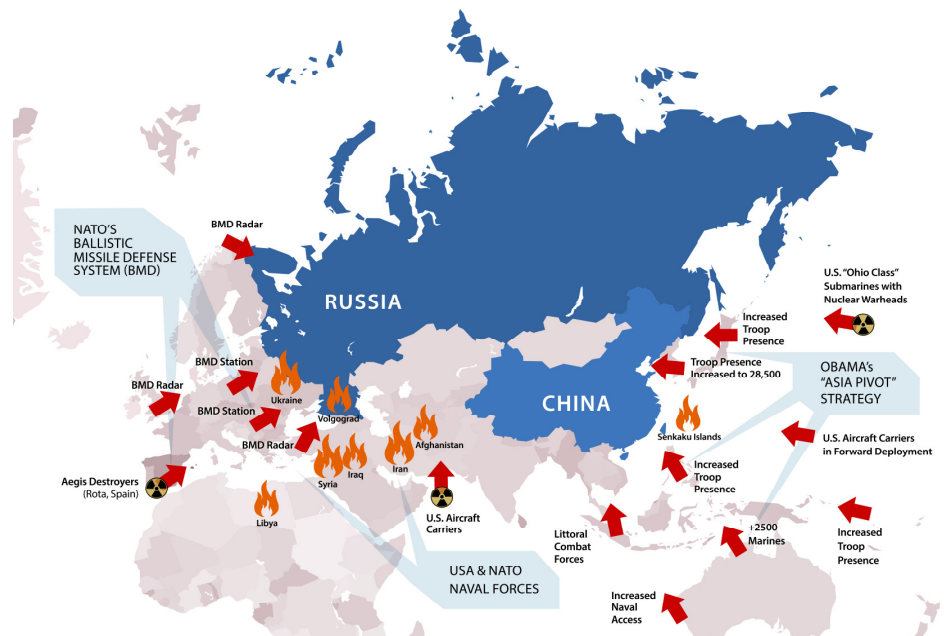 BMD Radar
NATO'S
BALLISTIC
MISSILE DEFENSE
SYSTEM (BMD)
RUSSIA
U.S. "Ohio Class"
Submarines with
Nuclear Warheads
Increased
Troop
Presence
BMD Station
Troop Presence
Increased to 28,500
OBAMA's
"ASIA PIVOT"
STRATEGY
BMD Radar
Ukraine
CHINA
BMD Station
Volgograd
Senkaku Islands
BMD Radar
Afghanistan
U.S. Aircraft Carriers
in Forward Deployment
Iran
Iraq
Syria
Increased
Troop
Presence
Aegis Destroyers
(Rota, Spain)
Libya
U.S. Aircraft
Carriers
Littoral
Combat
Forces
+2500
Marines
Increased
Troop
Presence
USA & NATO
NAVAL FORCES
Increased
Naval
Access